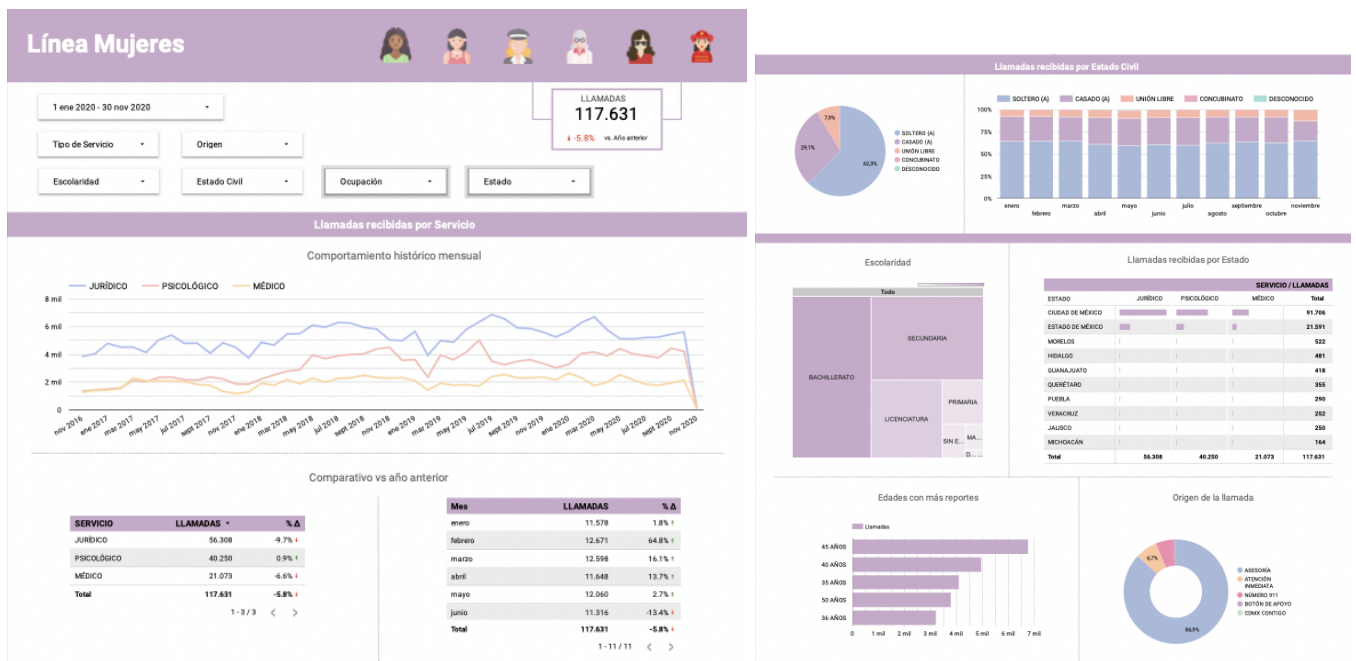 Línea Mujeres
1 ene 2020 - 30 nov 2020
LLAMADAS
117.631
-5.8% vs. Año anterior
Tipo de Servicio
Origen
Escolaridad
Estado Civil
Ocupación
Estado
Llamadas recibidas por Servicio
Comportamiento histórico mensual
JURÍDICO PSICOLÓGICO MÉDICO
8 mil
6 mil
4 mil
2 mil
0
nov 2016 ene 2017 mar 2017 may 2017 jul 2017 sept 2017 nov 2017 ene 2018 mar 2018 may 2018 jul 2018 sept 2018 nov 2018 ene 2019 mar 2019 may 2019 jul 2019 sept 2019 nov 2019 ene 2020 mar 2020 may 2020 jul 2020 sept 2020 nov 2020
Comparativo vs año anterior
SERVICIO LLAMADAS % Δ
JURÍDICO 56.308 -9.7%
PSICOLÓGICO 40.250 0.9%
MÉDICO 21.073 -6.6%
Total 117.631 -5.8%
1 - 3 / 3
Mes LLAMADAS % Δ
enero 11.578 1.8%
febrero 12.671 64.8%
marzo 12.598 16.1%
abril 11.648 13.7%
mayo 12.060 2.7%
junio 11.316 -13.4%
Total 117.631 -5.8%
1 - 11 / 11
Llamadas recibidas por Estado Civil
7,9%
29,1%
62,3%
SOLTERO (A)
CASADO (A)
UNIÓN LIBRE
CONCUBINATO
DESCONOCIDO
SOLTERO (A) CASADO (A) UNIÓN LIBRE CONCUBINATO DESCONOCIDO
100%
75%
50%
25%
0%
enero febrero marzo abril mayo junio julio agosto septiembre octubre noviembre
Escolaridad
Todo
BACHILLERATO
SECUNDARIA
LICENCIATURA
PRIMARIA
SIN E...
MA...
D... ...
Llamadas recibidas por Estado
SERVICIO / LLAMADAS
ESTADO JURÍDICO PSICOLÓGICO MÉDICO Total
CIUDAD DE MÉXICO 91.706
ESTADO DE MÉXICO 21.591
MORELOS 522
HIDALGO 481
GUANAJUATO 418
QUERÉTARO 355
PUEBLA 290
VERACRUZ 252
JALISCO 250
MICHOACÁN 164
Total 56.308 40.250 21.073 117.631
Edades con más reportes
Llamadas
45 AÑOS
40 AÑOS
35 AÑOS
50 AÑOS
36 AÑOS
0 1 mil 2 mil 3 mil 4 mil 5 mil 6 mil 7 mil
Origen de la llamada
6,7%
86,9%
ASESORÍA
ATENCIÓN
INMEDIATA
NÚMERO 911
BOTÓN DE APOYO
CDMX CONTIGO